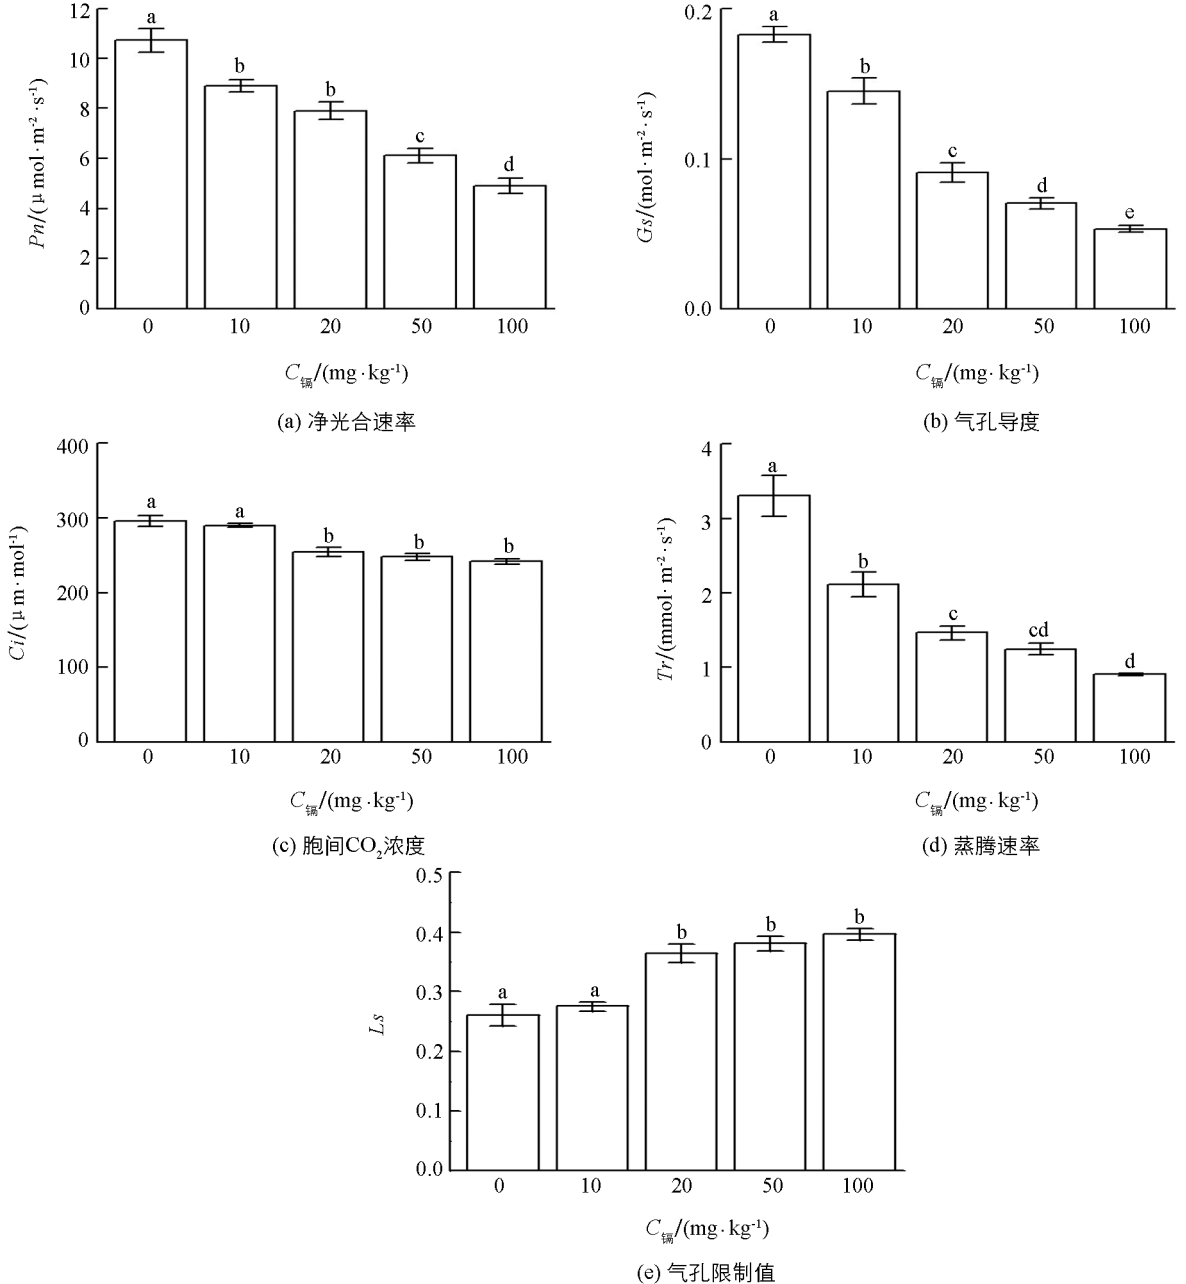 12
10
8
6
4
2
0
Pn/(μ mol·m-2·s-1)
a
b
b
c
d
0 10 20 50 100
C镉/(mg·kg-1)
(a) 净光合速率
0.2
0.1
0.0
Gs/(mol·m-2·s-1)
a
b
c
d
e
0 10 20 50 100
C镉/(mg·kg-1)
(b) 气孔导度
400
300
200
100
0
Ci/(μm·mol-1)
a
a
b
b
b
0 10 20 50 100
C镉/(mg·kg-1)
(c) 胞间CO2浓度
4
3
2
1
0
Tr/(mmol·m-2·s-1)
a
b
c
cd
d
0 10 20 50 100
C镉/(mg·kg-1)
(d) 蒸腾速率
0.5
0.4
0.3
0.2
0.1
0.0
Ls
a
a
b
b
b
0 10 20 50 100
C镉/(mg·kg-1)
(e) 气孔限制值